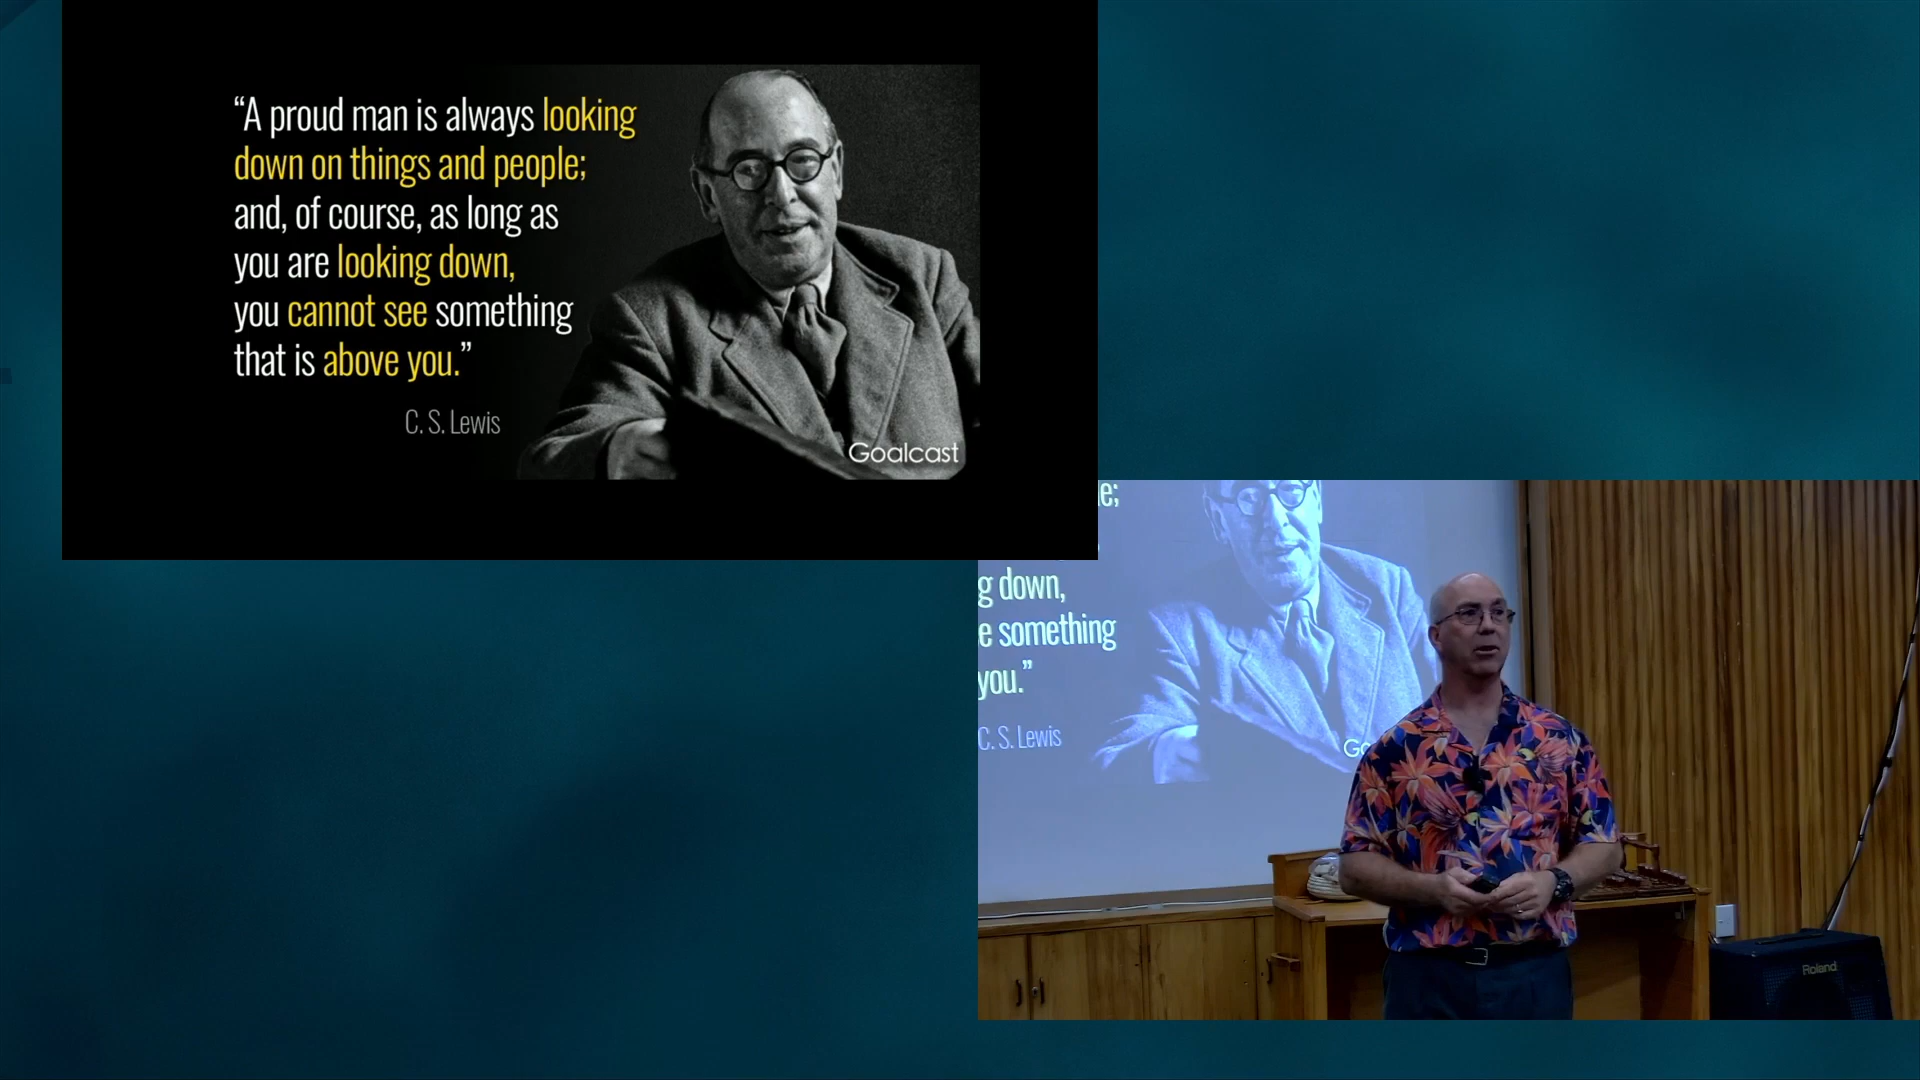 “A proud man is always looking
down on things and people;
and, of course, as long as
you are looking down,
you cannot see something
that is above you.”
C. S. Lewis
Goalcast
e;
g down,
e something
you.”
C. S. Lewis
Go
Roland